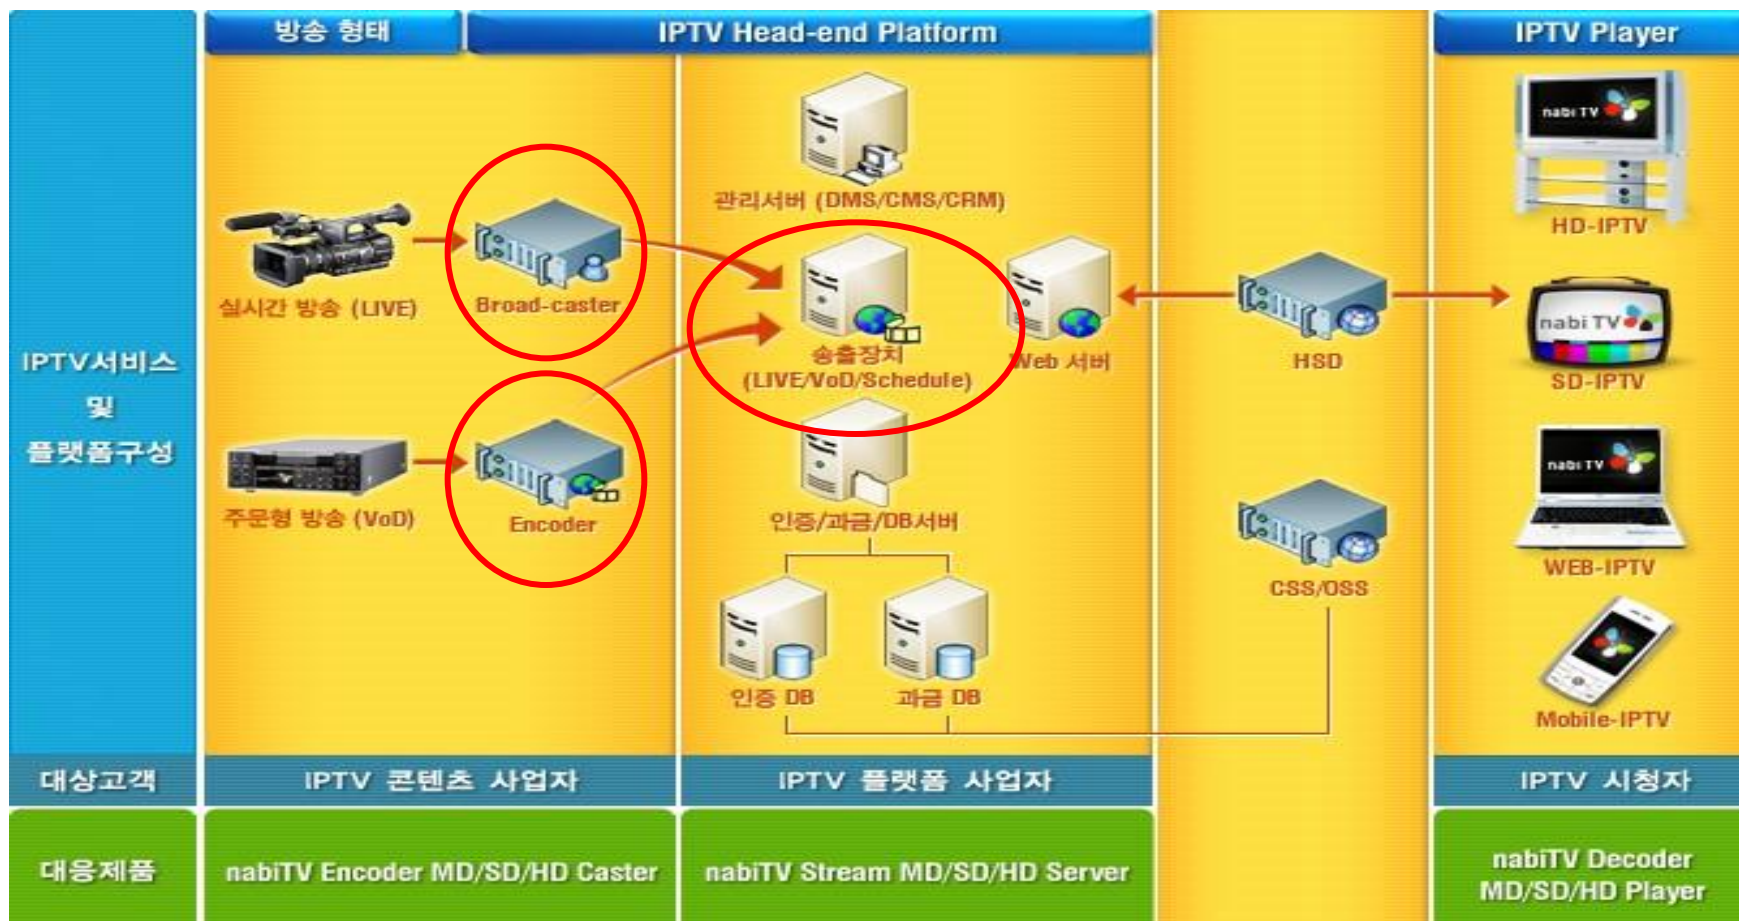 방송 형태
IPTV Head-end Platform
IPTV Player
IPTV서비스
및
플랫폼구성
실시간 방송 (LIVE)
Broad-caster
주문형 방송 (VoD)
Encoder
관리서버 (DMS/CMS/CRM)
송출장치
(LIVE/VoD/Schedule)
Web 서버
인증/과금/DB서버
인증 DB
과금 DB
HSD
CSS/OSS
nabi TV
HD-IPTV
nabi TV
SD-IPTV
nabi TV
WEB-IPTV
Mobile-IPTV
대상고객
IPTV 콘텐츠 사업자
IPTV 플랫폼 사업자
IPTV 시청자
대응제품
nabiTV Encoder MD/SD/HD Caster
nabiTV Stream MD/SD/HD Server
nabiTV Decoder
MD/SD/HD Player